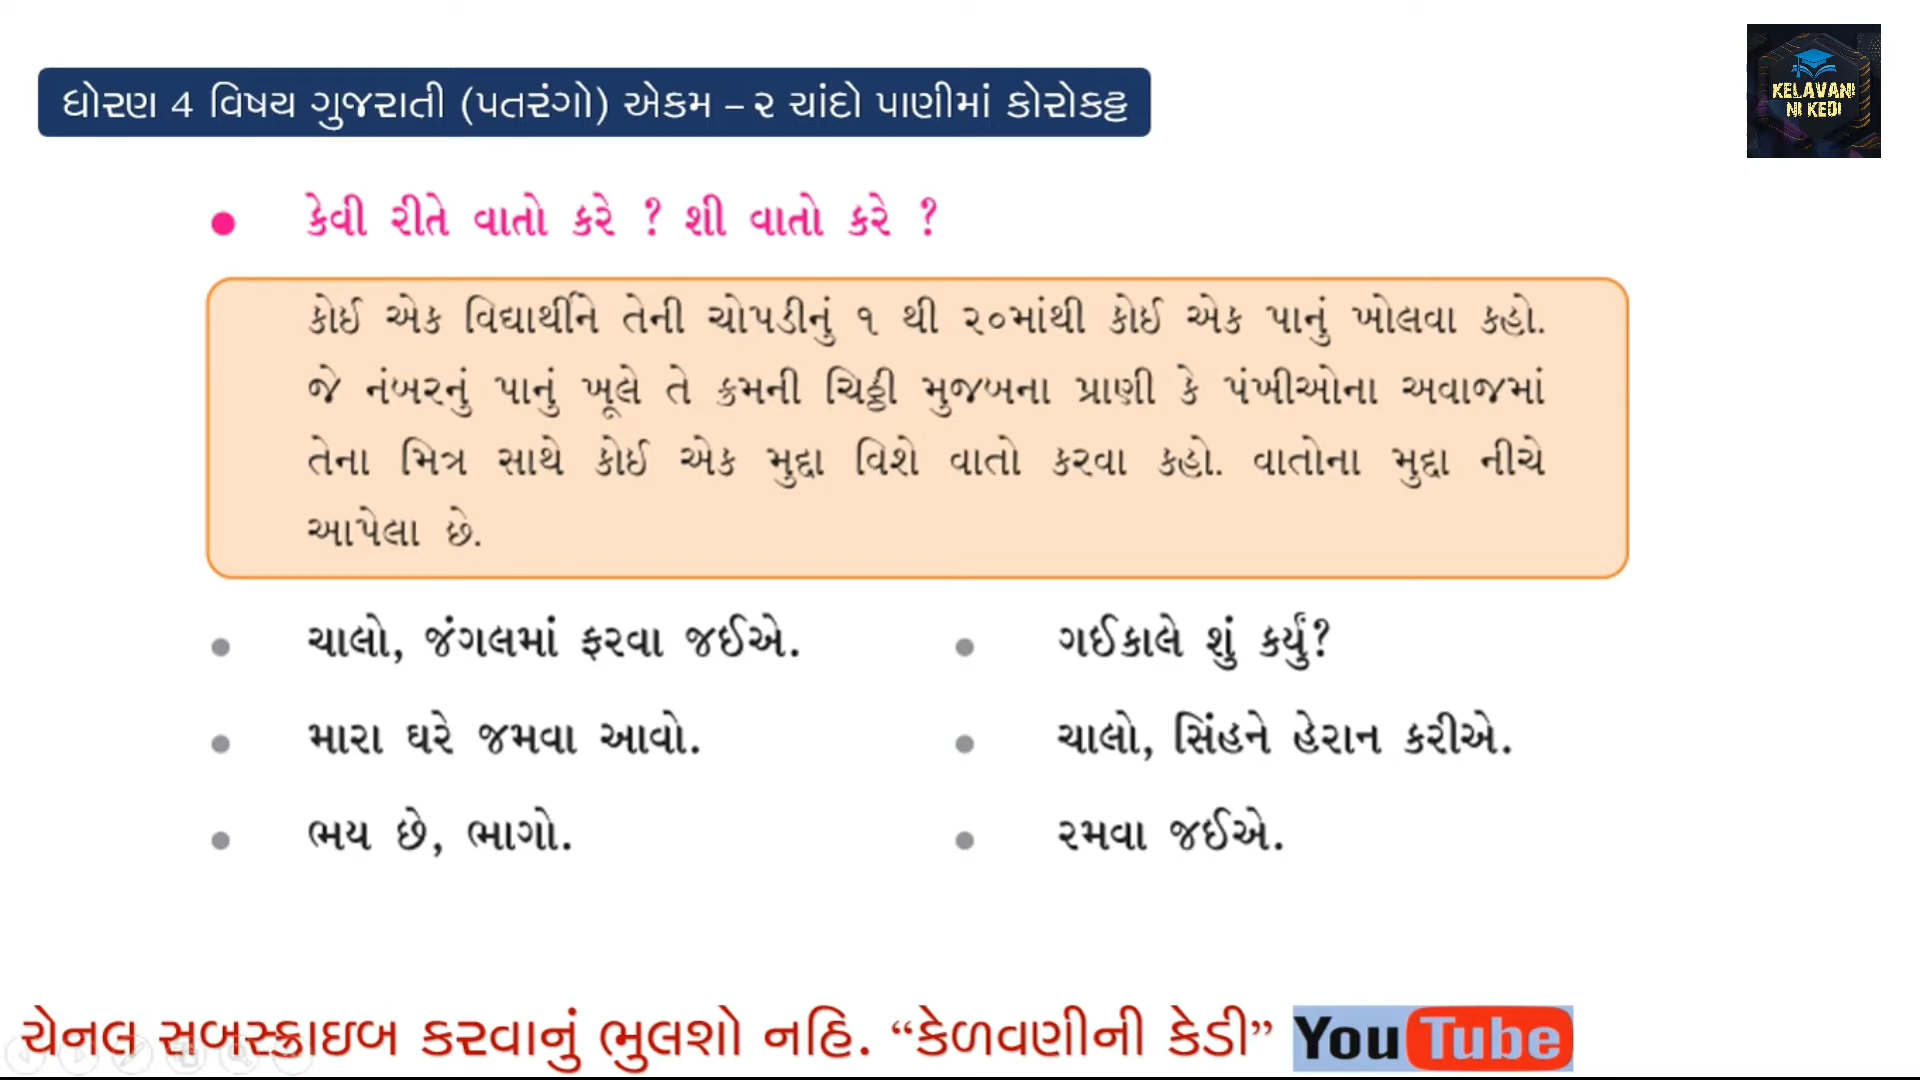 ધોરણ 4 વિષય ગુજરાતી (પતરંગો) એકમ – ૨ ચાંદો પાણીમાં કોરોકટ્ટ
KELAVANI
NI KEDI
કેવી રીતે વાતો કરે ? શી વાતો કરે ?
કોઈ એક વિદ્યાર્થીને તેની ચોપડીનું ૧ થી ૨૦માંથી કોઈ એક પાનું ખોલવા કહો.
જે નંબરનું પાનું ખૂલે તે ક્રમની ચિઠ્ઠી મુજબના પ્રાણી કે પંખીઓના અવાજમાં
તેના મિત્ર સાથે કોઈ એક મુદ્દા વિશે વાતો કરવા કહો. વાતોના મુદ્દા નીચે
આપેલા છે.
ચાલો, જંગલમાં ફરવા જઈએ.
ગઈકાલે શું કર્યું?
મારા ઘરે જમવા આવો.
ચાલો, સિંહને હેરાન કરીએ.
ભય છે, ભાગો.
રમવા જઈએ.
ચેનલ સબસ્ક્રાઇબ કરવાનું ભુલશો નહિ. “કેળવણીની કેડી” YouTube